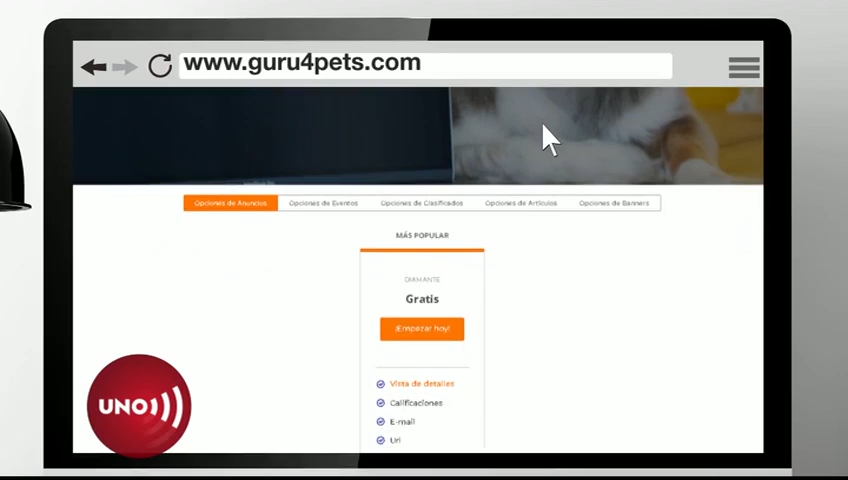 www.guru4pets.com
Opciones de Anuncios Opciones de Eventos Opciones de Clasificados Opciones de Artículos Opciones de Banners
MÁS POPULAR
DIAMANTE
Gratis
¡Empezar hoy!
Vista de detalles
Calificaciones
E-mail
Url
UNO